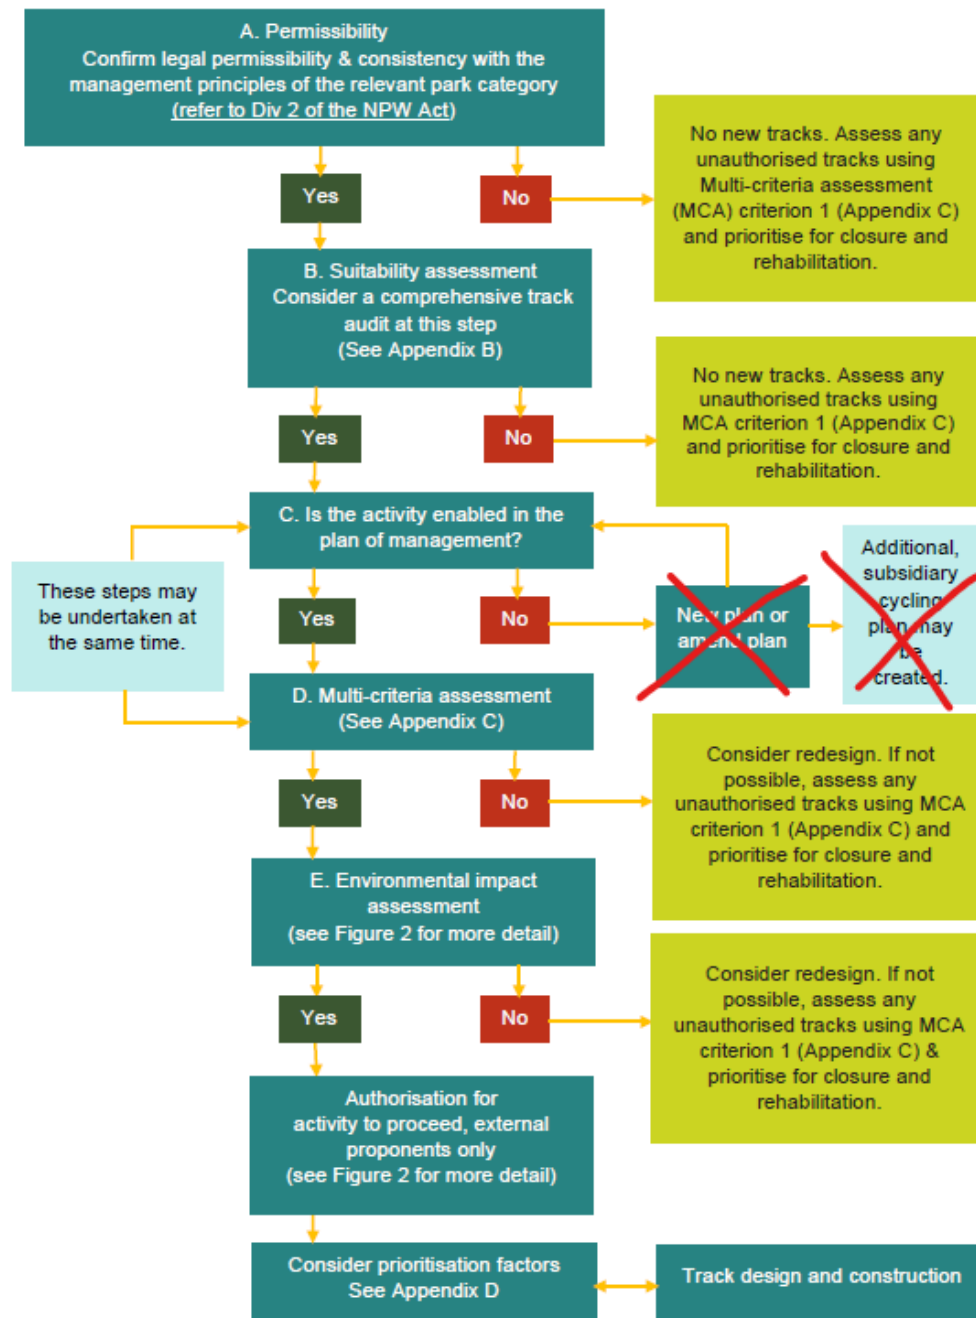 A. Permissibility
Confirm legal permissibility & consistency with the
management principles of the relevant park category
(refer to Div 2 of the NPW Act)
Yes
No
No new tracks. Assess any
unauthorised tracks using
Multi-criteria assessment
(MCA) criterion 1 (Appendix C)
and prioritise for closure and
rehabilitation.
B. Suitability assessment
Consider a comprehensive track
audit at this step
(See Appendix B)
Yes
No
No new tracks. Assess any
unauthorised tracks using
MCA criterion 1 (Appendix C)
and prioritise for closure and
rehabilitation.
C. Is the activity enabled in the
plan of management?
These steps may
be undertaken at
the same time.
Yes
No
New plan or
amend plan
Additional,
subsidiary
cycling
plan may
be
created.
D. Multi-criteria assessment
(See Appendix C)
Yes
No
Consider redesign. If not
possible, assess any
unauthorised tracks using MCA
criterion 1 (Appendix C) and
prioritise for closure and
rehabilitation.
E. Environmental impact
assessment
(see Figure 2 for more detail)
Yes
No
Consider redesign. If not
possible, assess any
unauthorised tracks using MCA
criterion 1 (Appendix C) &
prioritise for closure and
rehabilitation.
Authorisation for
activity to proceed, external
proponents only
(see Figure 2 for more detail)
Consider prioritisation factors
See Appendix D
Track design and construction